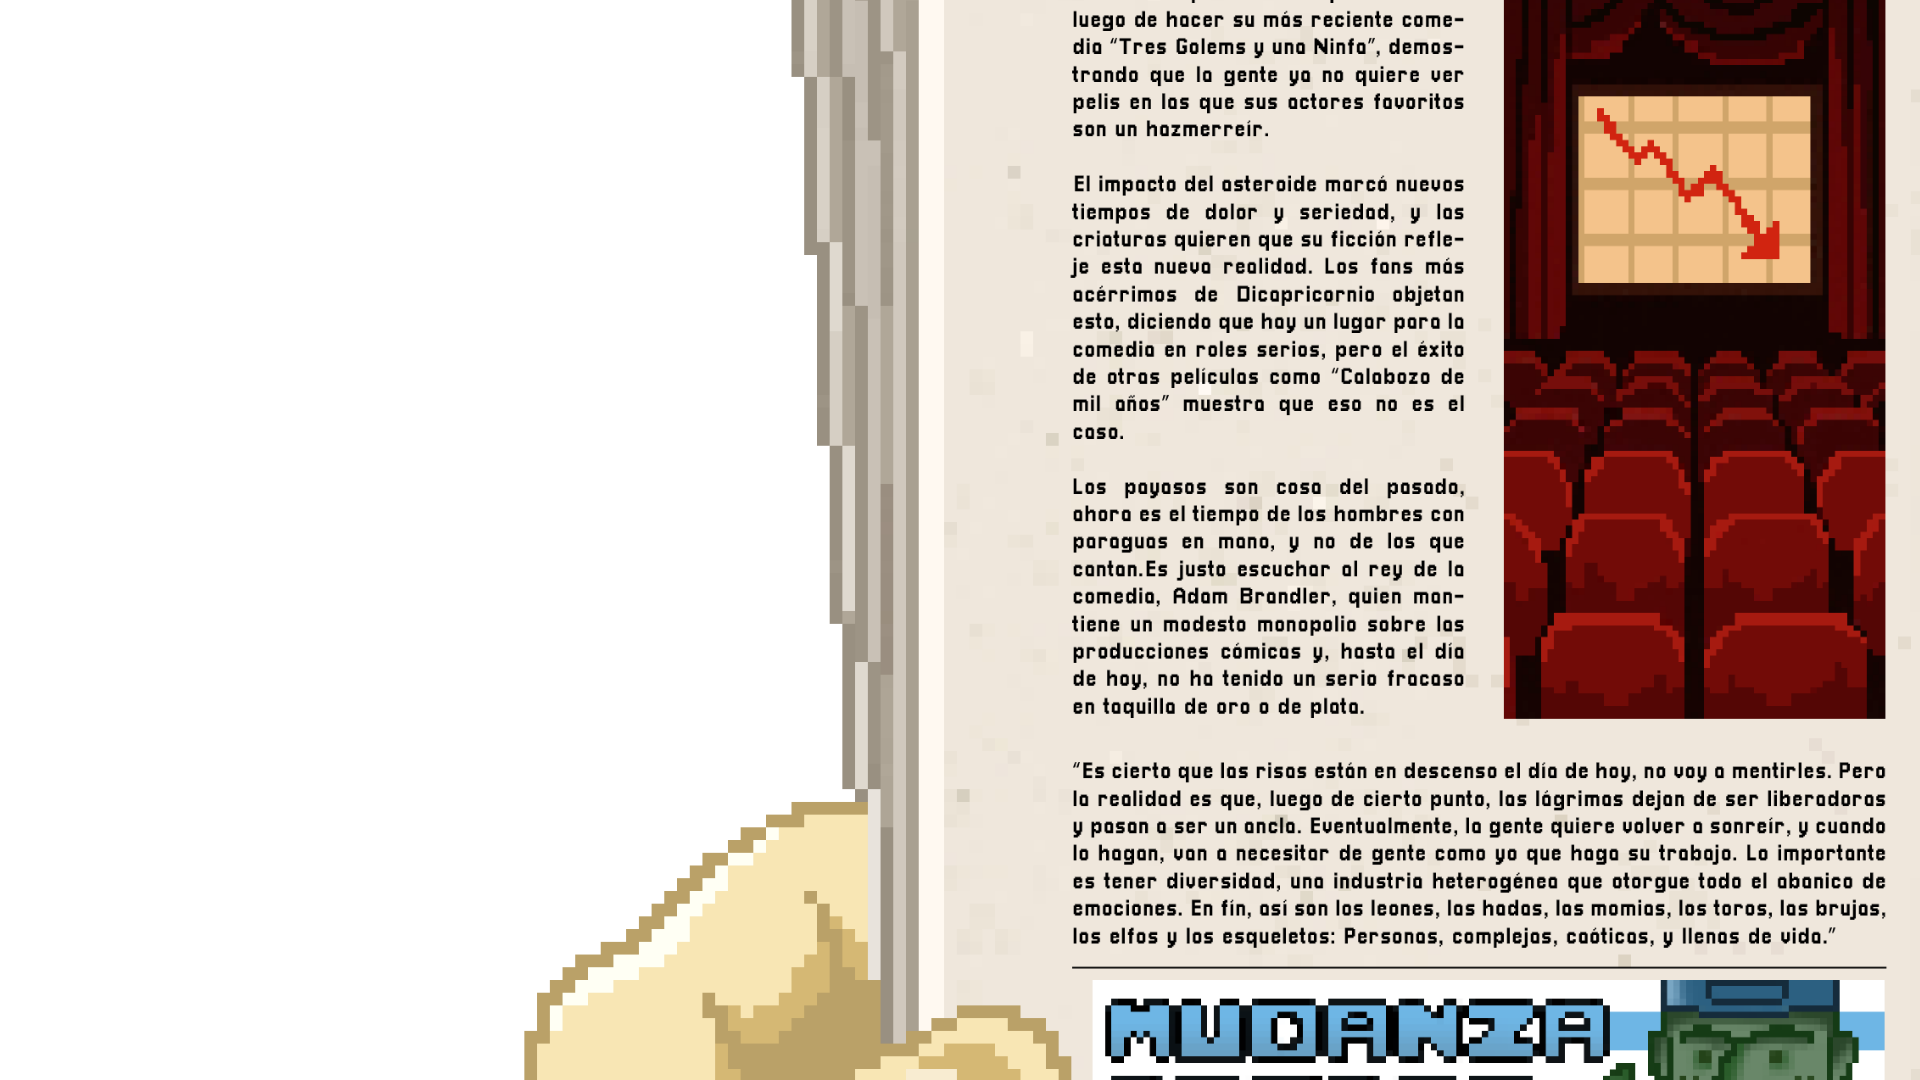 luego de hacer su más reciente come-
dia “Tres Golems y una Ninfa”, demos-
trando que la gente ya no quiere ver
pelis en las que sus actores favoritos
son un hazmerreír.
El impacto del asteroide marcó nuevos
tiempos de dolor y seriedad, y las
criaturas quieren que su ficción refle-
je esta nueva realidad. Los fans más
acérrimos de Dicapricornio objetan
esto, diciendo que hay un lugar para la
comedia en roles serios, pero el éxito
de otras películas como “Calabozo de
mil años” muestra que eso no es el
caso.
Los payasos son cosa del pasado,
ahora es el tiempo de los hombres con
paraguas en mano, y no de los que
cantan.Es justo escuchar al rey de la
comedia, Adam Brandler, quien man-
tiene un modesto monopolio sobre las
producciones cómicas y, hasta el día
de hoy, no ha tenido un serio fracaso
en taquilla de oro o de plata.
“Es cierto que las risas están en descenso el día de hoy, no voy a mentirles. Pero
la realidad es que, luego de cierto punto, las lágrimas dejan de ser liberadoras
y pasan a ser un ancla. Eventualmente, la gente quiere volver a sonreír, y cuando
lo hagan, van a necesitar de gente como yo que haga su trabajo. Lo importante
es tener diversidad, una industria heterogénea que otorgue todo el abanico de
emociones. En fín, así son los leones, las hadas, las momias, los toros, las brujas,
los elfos y los esqueletos: Personas, complejas, caóticas, y llenas de vida.”
MUDANZA